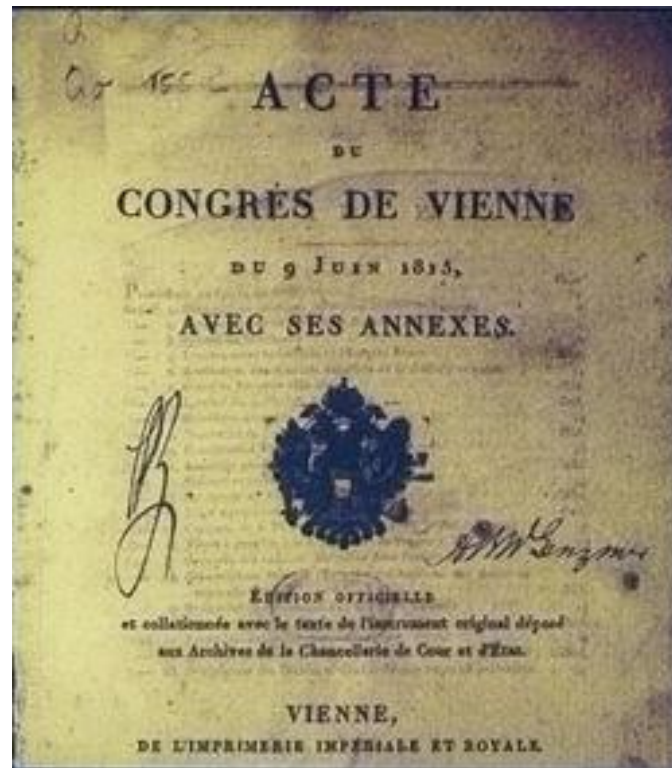 ACTE
DU
CONGRÈS DE VIENNE
DU 9 JUIN 1815,
AVEC SES ANNEXES.
ÉDITION OFFICIELLE
et collationnée avec le texte de l'instrument original déposé
aux Archives de la Chancellerie de Cour et d'État.
VIENNE,
DE L'IMPRIMERIE IMPÉRIALE ET ROYALE.